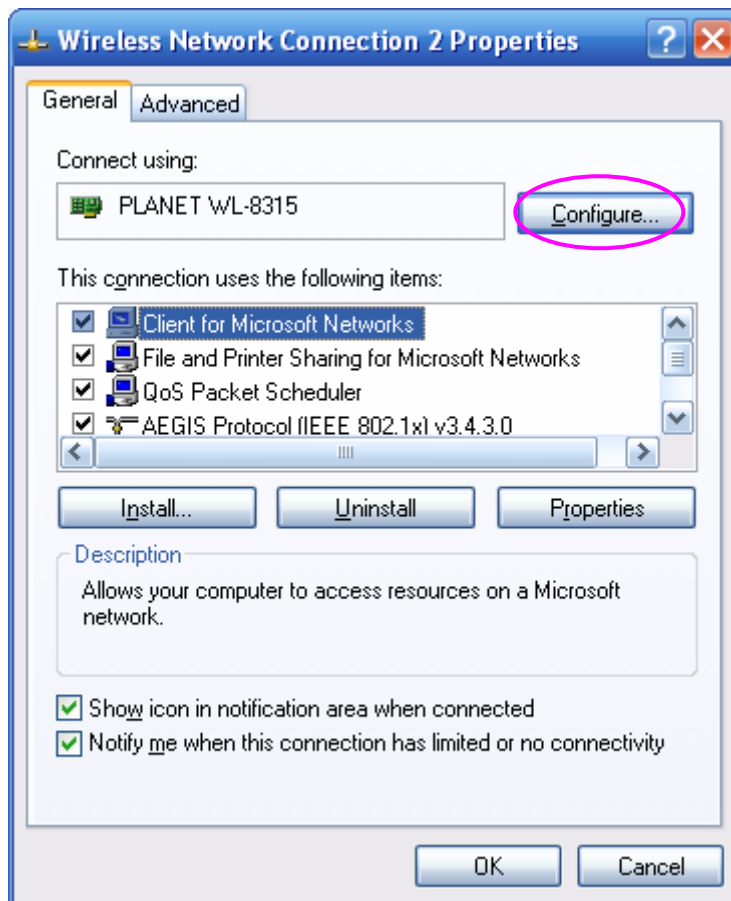 Wireless Network Connection 2 Properties
General
Advanced
Connect using:
PLANET WL-8315
Configure...
This connection uses the following items:
Client for Microsoft Networks
File and Printer Sharing for Microsoft Networks
QoS Packet Scheduler
AEGIS Protocol (IEEE 802.1x) v3.4.3.0
Install...
Uninstall
Properties
Description
Allows your computer to access resources on a Microsoft
network.
Show icon in notification area when connected
Notify me when this connection has limited or no connectivity
OK
Cancel